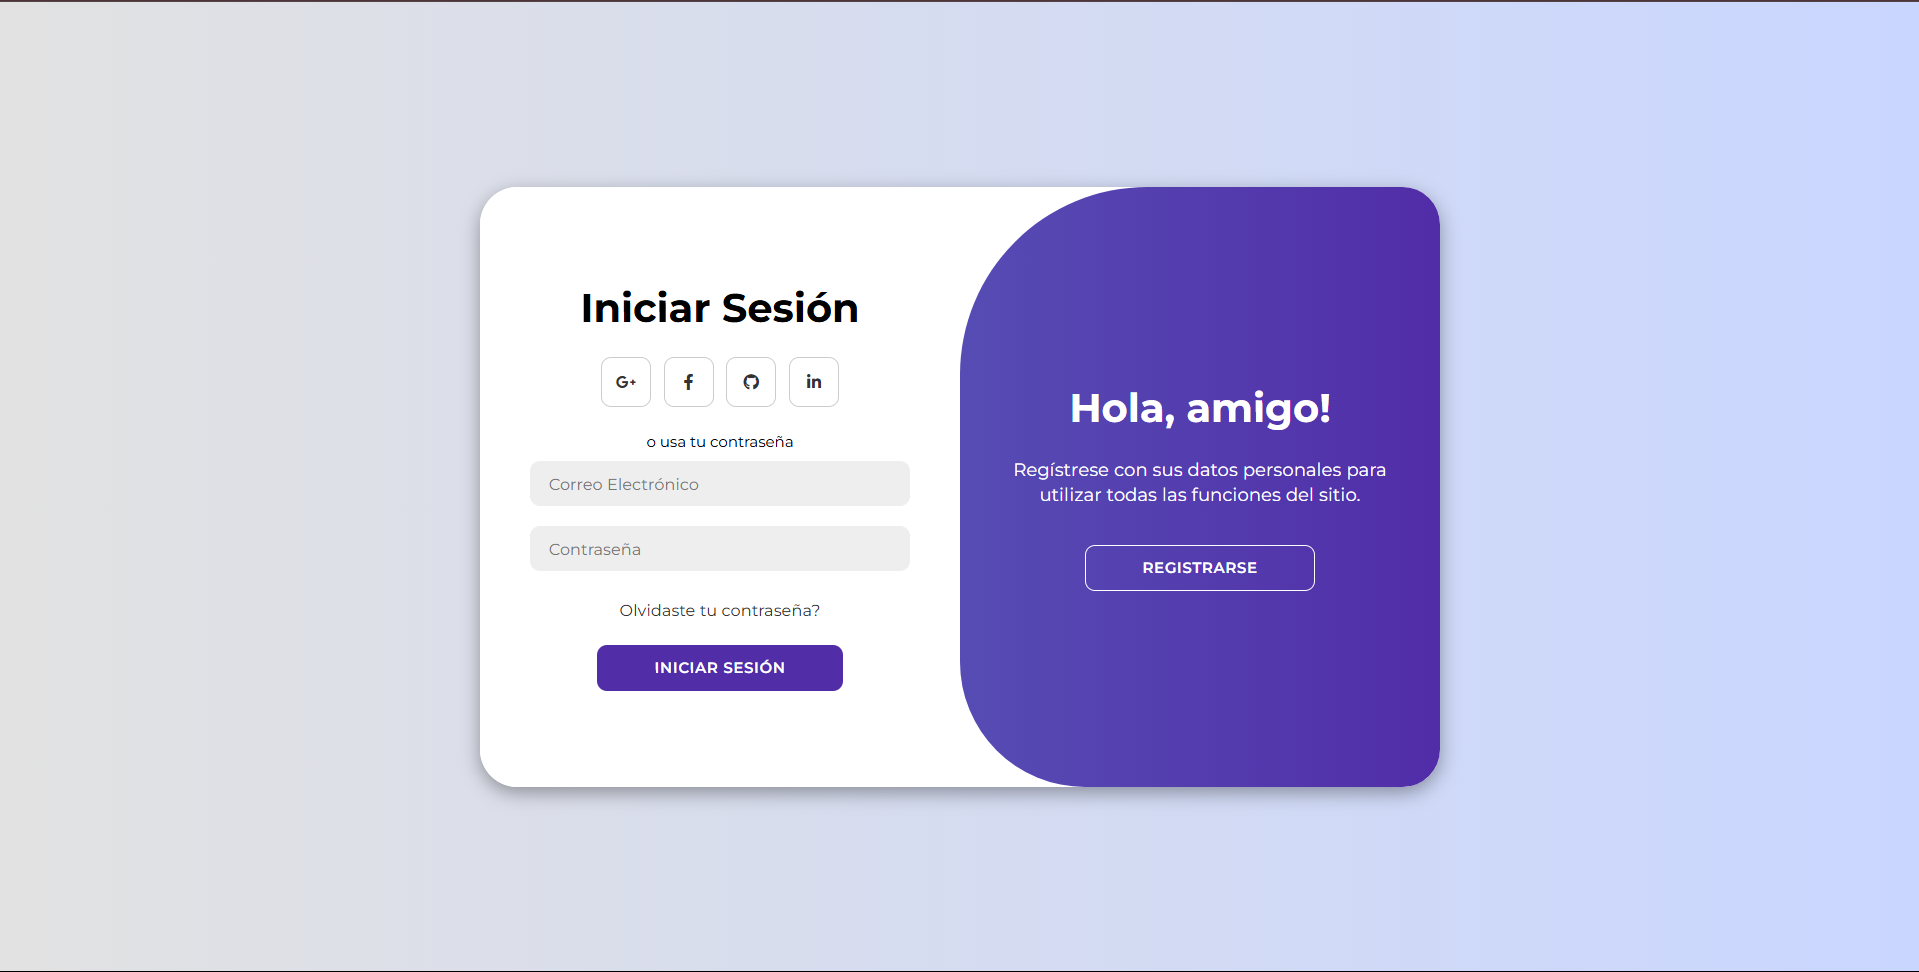 Iniciar Sesión
G+
f
in
o usa tu contraseña
Correo Electrónico
Contraseña
Olvidaste tu contraseña?
INICIAR SESIÓN
Hola, amigo!
Regístrese con sus datos personales para
utilizar todas las funciones del sitio.
REGISTRARSE